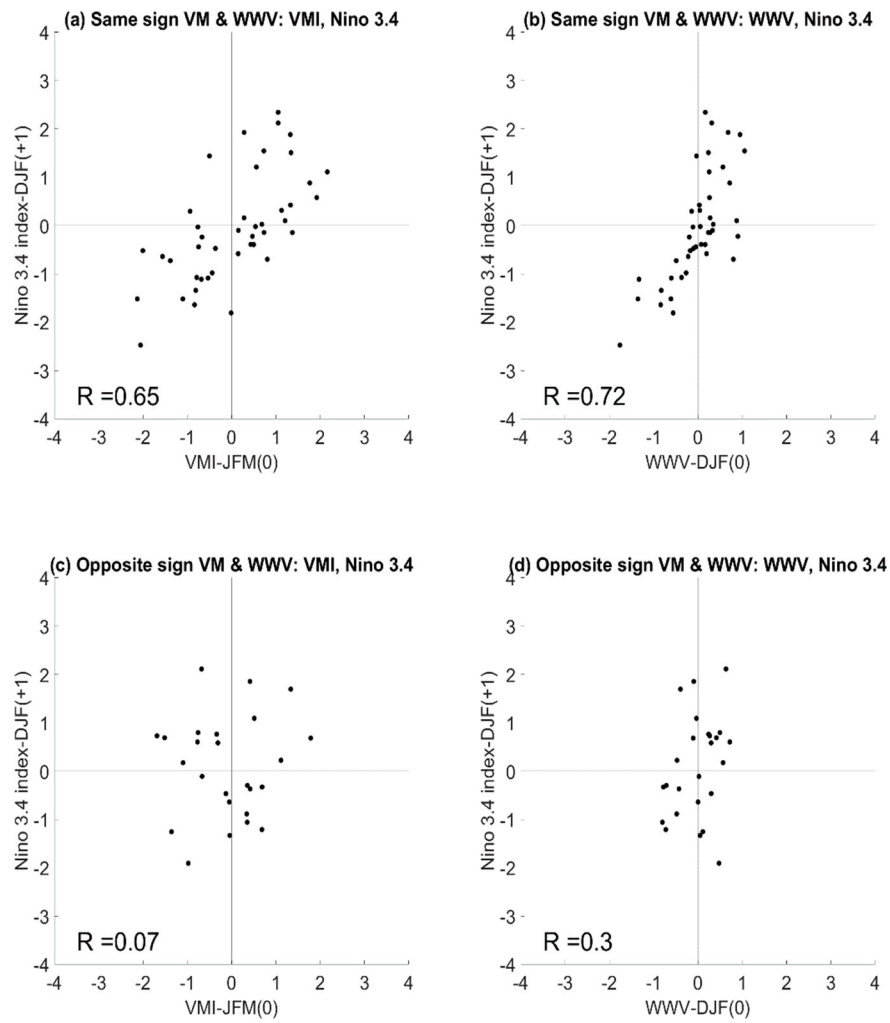 (a) Same sign VM & WWV: VMI, Nino 3.4
4
3
2
1
0
-1
-2
-3
-4
Nino 3.4 index-DJF(+1)
R =0.65
-4 -3 -2 -1 0 1 2 3 4
VMI-JFM(0)
(b) Same sign VM & WWV: WWV, Nino 3.4
4
3
2
1
0
-1
-2
-3
-4
Nino 3.4 index-DJF(+1)
R =0.72
-4 -3 -2 -1 0 1 2 3 4
WWV-DJF(0)
(c) Opposite sign VM & WWV: VMI, Nino 3.4
4
3
2
1
0
-1
-2
-3
-4
Nino 3.4 index-DJF(+1)
R =0.07
-4 -3 -2 -1 0 1 2 3 4
VMI-JFM(0)
(d) Opposite sign VM & WWV: WWV, Nino 3.4
4
3
2
1
0
-1
-2
-3
-4
Nino 3.4 index-DJF(+1)
R =0.3
-4 -3 -2 -1 0 1 2 3 4
WWV-DJF(0)